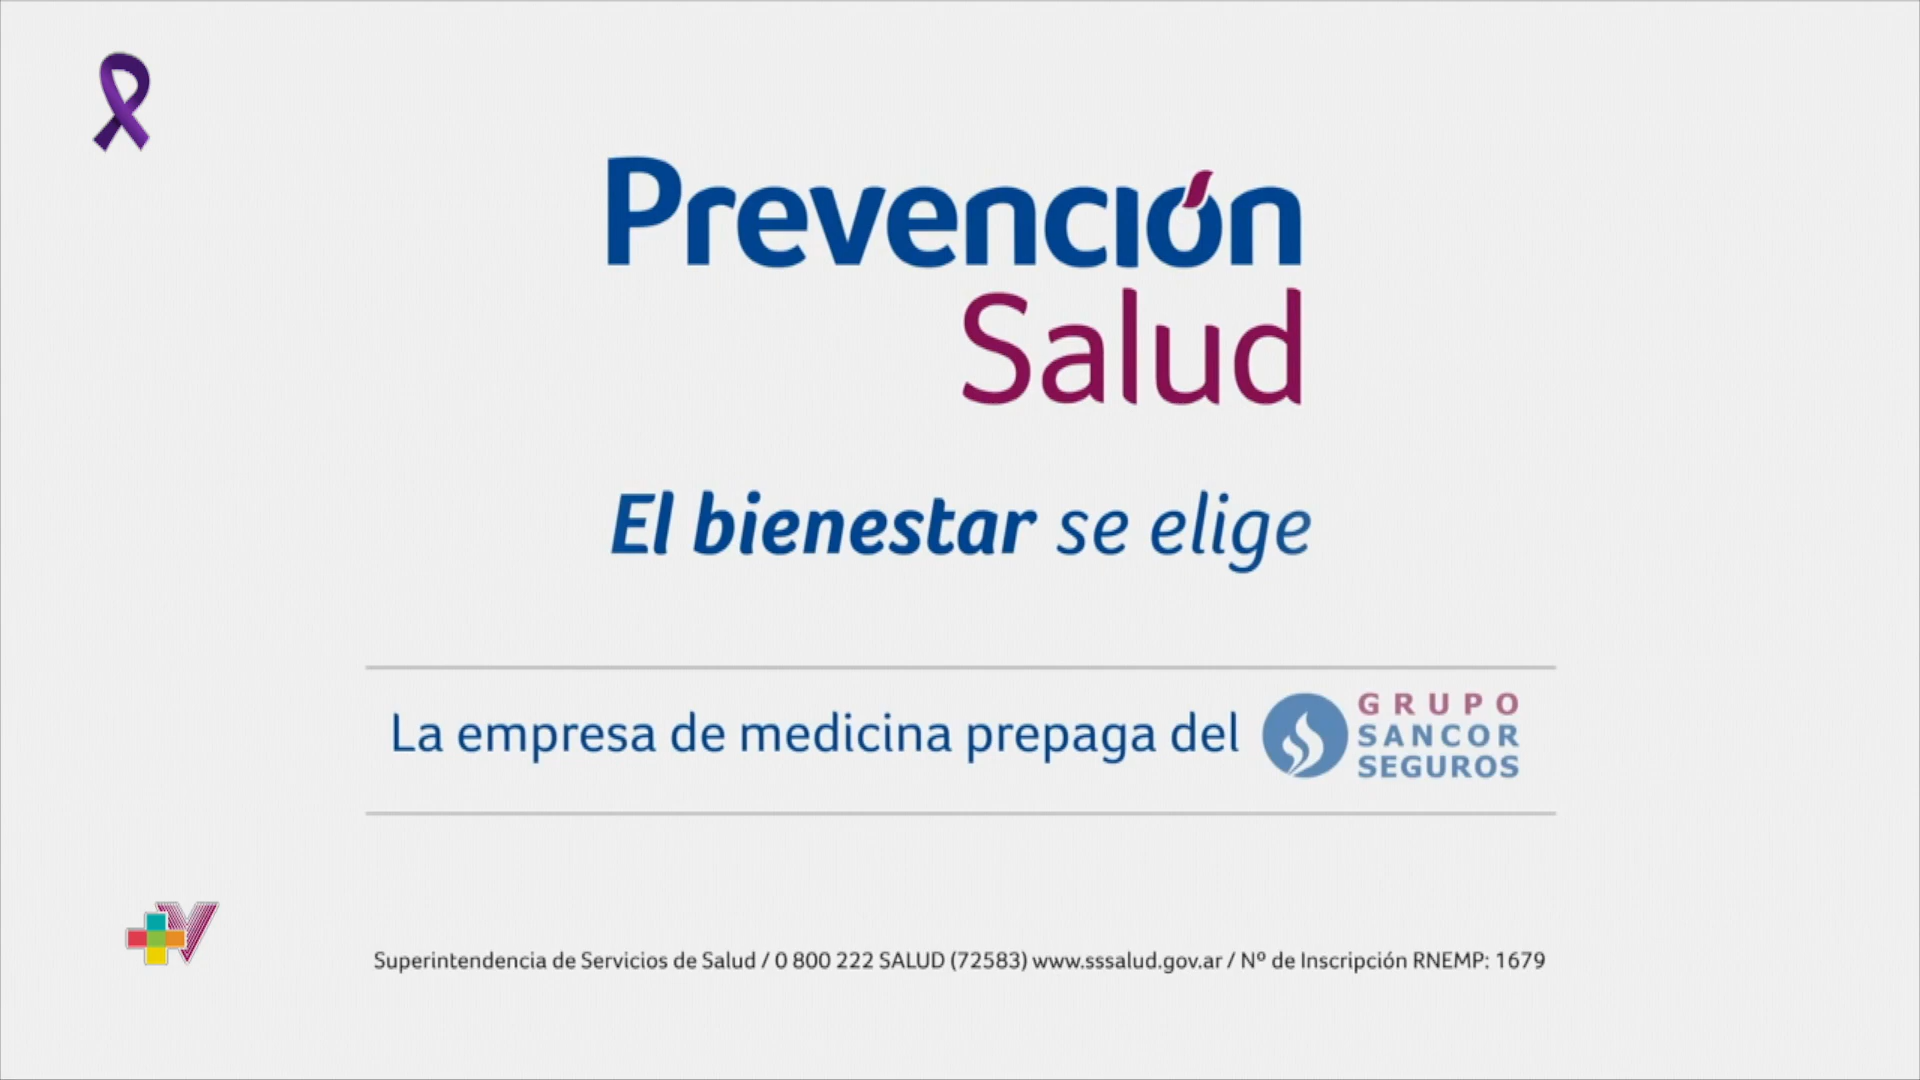 Prevención
Salud
El bienestar se elige
La empresa de medicina prepaga del
GRUPO
SANCOR
SEGUROS
+V
Superintendencia de Servicios de Salud / 0 800 222 SALUD (72583) www.sssalud.gov.ar / Nº de Inscripción RNEMP: 1679